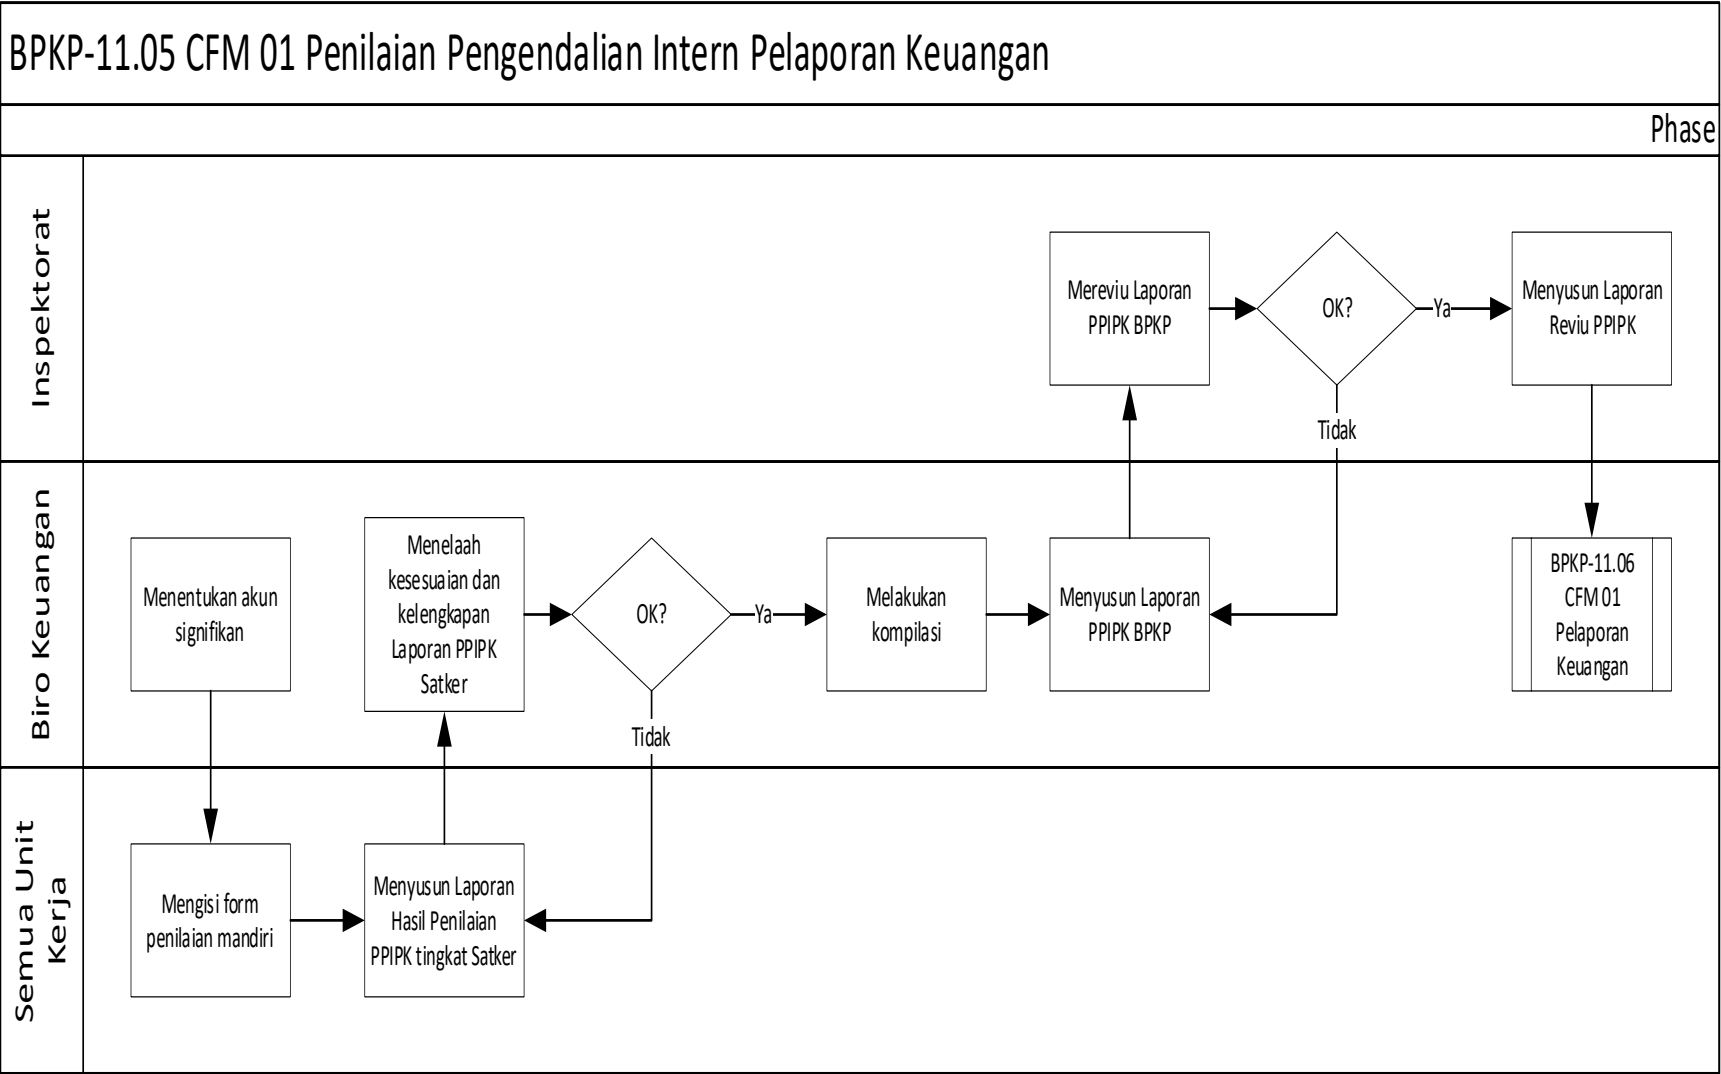 BPKP-11.05 CFM 01 Penilaian Pengendalian Intern Pelaporan Keuangan
Phase
Inspektorat
Mereviu Laporan
PPIPK BPKP
OK?
Ya
Menyusun Laporan
Reviu PPIPK
Tidak
Biro Keuangan
Menentukan akun
signifikan
Menelaah
kesesuaian dan
kelengkapan
Laporan PPIPK
Satker
OK?
Ya
Melakukan
kompilasi
Menyusun Laporan
PPIPK BPKP
BPKP-11.06
CFM 01
Pelaporan
Keuangan
Tidak
Semua Unit
Kerja
Mengisi form
penilaian mandiri
Menyusun Laporan
Hasil Penilaian
PPIPK tingkat Satker